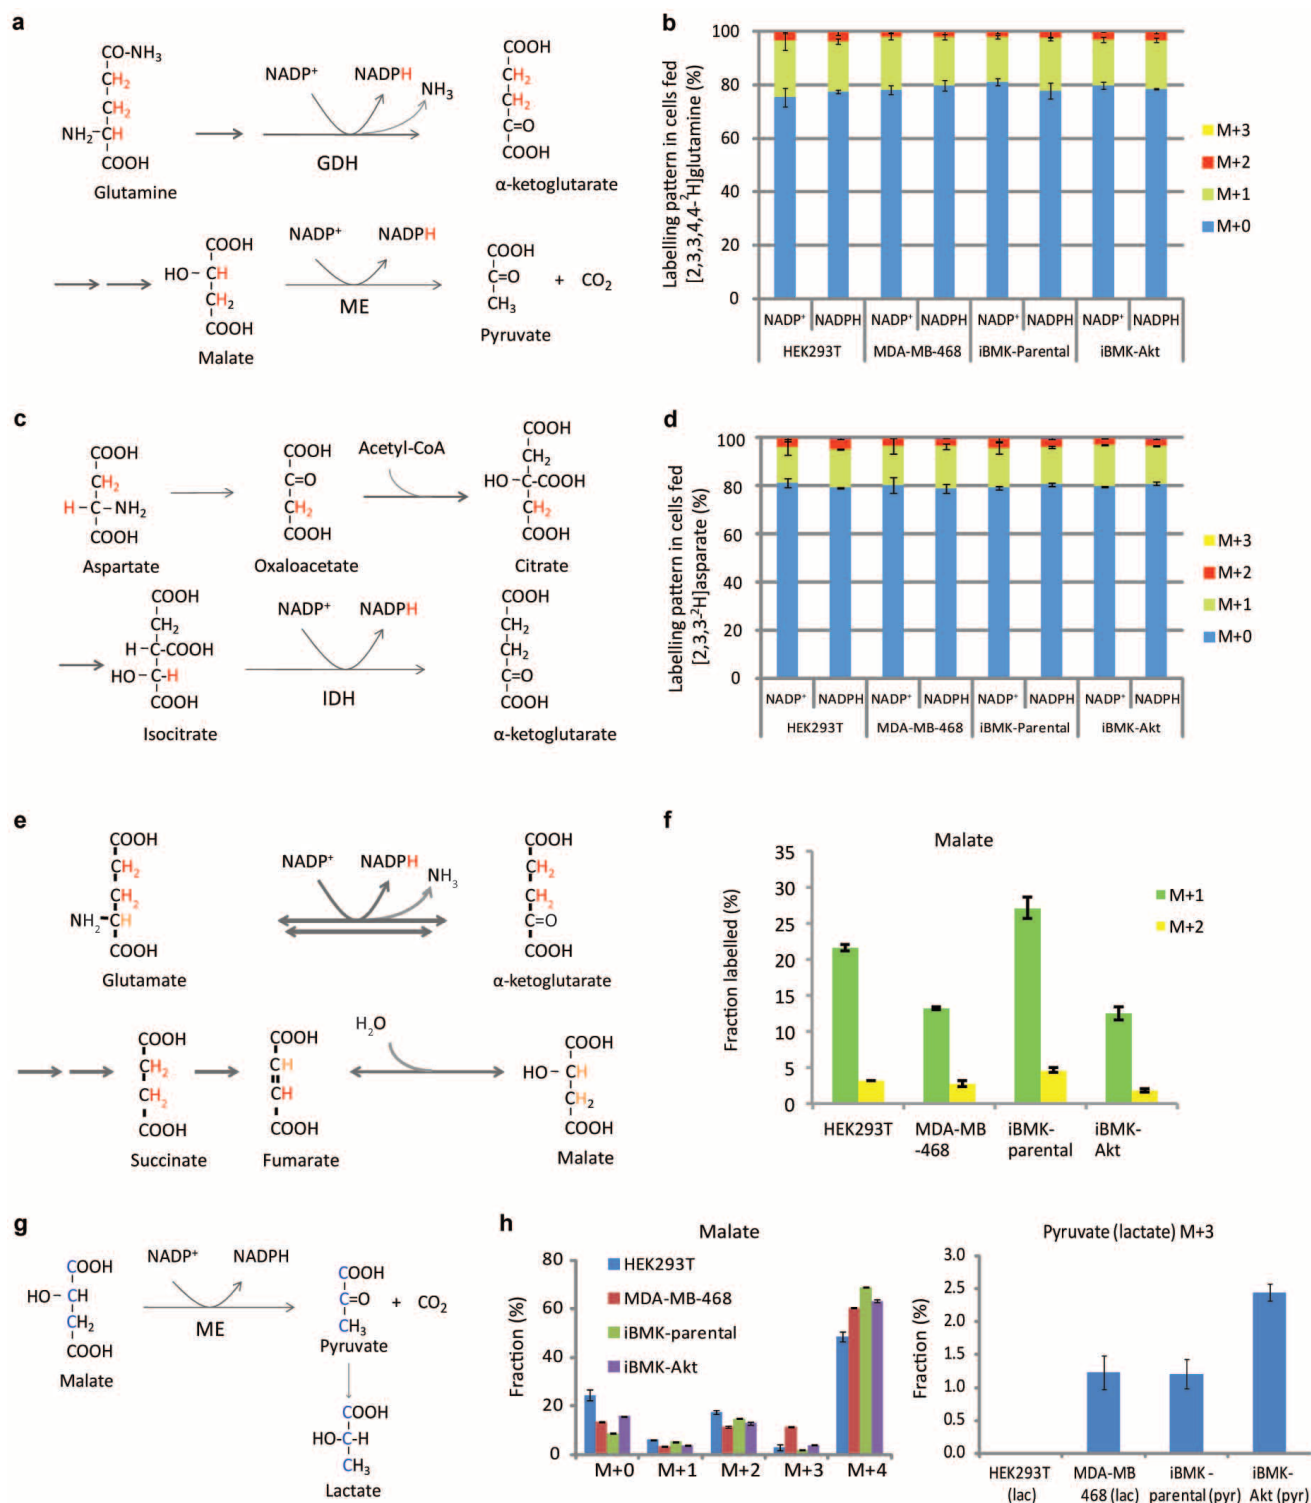 a
CO-NH₃
CH₂
CH₂
NH₂-CH
COOH
Glutamine
NADP⁺
NADPH
NH₃
GDH
COOH
CH₂
CH₂
C=O
COOH
α-ketoglutarate
COOH
HO-CH
CH₂
COOH
Malate
NADP⁺
NADPH
ME
COOH
C=O
CH₃
Pyruvate
+ CO₂
b
Labelling pattern in cells fed
[2,3,3,4,4-²H]glutamine (%)
100
80
60
40
20
0
NADP⁺ NADPH NADP⁺ NADPH NADP⁺ NADPH NADP⁺ NADPH
HEK293T MDA-MB-468 iBMK-Parental iBMK-Akt
M+3
M+2
M+1
M+0
c
COOH
CH₂
H-C-NH₂
COOH
Aspartate
COOH
C=O
CH₂
COOH
Oxaloacetate
Acetyl-CoA
COOH
CH₂
HO-C-COOH
CH₂
COOH
Citrate
COOH
CH₂
H-C-COOH
HO-C-H
COOH
Isocitrate
NADP⁺
NADPH
IDH
COOH
CH₂
CH₂
C=O
COOH
α-ketoglutarate
d
Labelling pattern in cells fed
[2,3,3-²H]asparate (%)
100
80
60
40
20
0
NADP⁺ NADPH NADP⁺ NADPH NADP⁺ NADPH NADP⁺ NADPH
HEK293T MDA-MB-468 iBMK-Parental iBMK-Akt
M+3
M+2
M+1
M+0
e
COOH
CH₂
CH₂
NH₂-CH
COOH
Glutamate
NADP⁺
NADPH
NH₃
COOH
CH₂
CH₂
C=O
COOH
α-ketoglutarate
COOH
CH₂
CH₂
COOH
Succinate
COOH
CH
CH
COOH
Fumarate
H₂O
COOH
HO-CH
CH₂
COOH
Malate
f
Malate
Fraction labelled (%)
35
30
25
20
15
10
5
0
HEK293T MDA-MB iBMK- iBMK-
-468 parental Akt
M+1
M+2
g
COOH
HO-CH
CH₂
COOH
Malate
NADP⁺
NADPH
ME
COOH
C=O
CH₃
Pyruvate
+ CO₂
COOH
HO-C-H
CH₃
Lactate
h
Malate
Fraction (%)
80
60
40
20
0
HEK293T
MDA-MB-468
iBMK-parental
iBMK-Akt
M+0 M+1 M+2 M+3 M+4
Pyruvate (lactate) M+3
Fraction (%)
3.0
2.5
2.0
1.5
1.0
0.5
0.0
HEK293T MDA-MB iBMK - iBMK-
(lac) 468 (lac) parental (pyr) Akt (pyr)